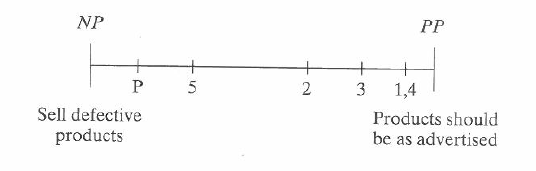 NP PP
P 5 2 3 1,4
Sell defective Products should
products be as advertised